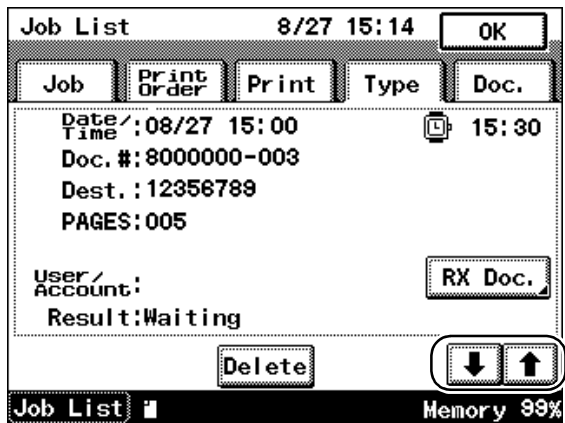 Job List 8/27 15:14 OK
Job Print Order Print Type Doc.
Date/Time:08/27 15:00 15:30
Doc.#:8000000-003
Dest.:12356789
PAGES:005
User/Account: RX Doc.
Result:Waiting
Delete
Job List Memory 99%